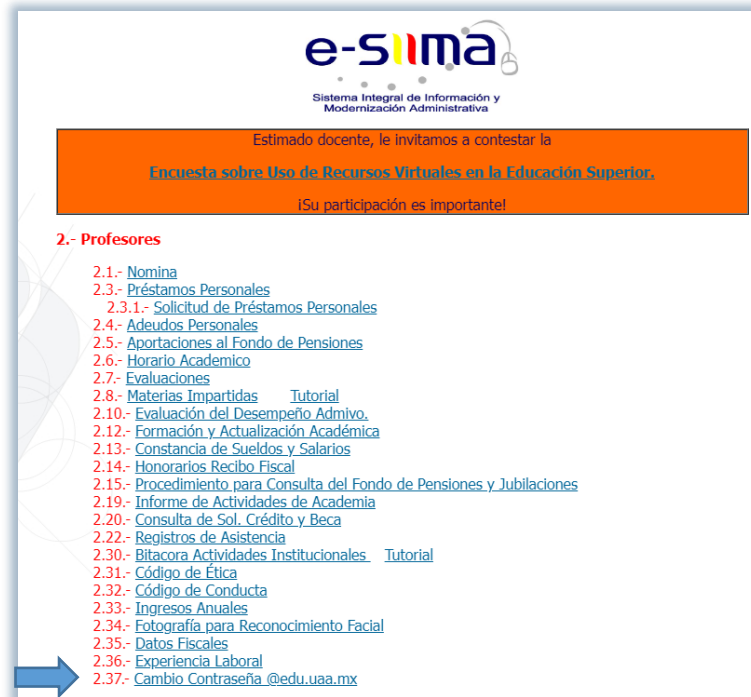 e-siima
Sistema Integral de Información y
Modernización Administrativa
Estimado docente, le invitamos a contestar la
Encuesta sobre Uso de Recursos Virtuales en la Educación Superior.
¡Su participación es importante!
2.- Profesores
2.1.- Nomina
2.3.- Préstamos Personales
2.3.1.- Solicitud de Préstamos Personales
2.4.- Adeudos Personales
2.5.- Aportaciones al Fondo de Pensiones
2.6.- Horario Academico
2.7.- Evaluaciones
2.8.- Materias Impartidas Tutorial
2.10.- Evaluación del Desempeño Admivo.
2.12.- Formación y Actualización Académica
2.13.- Constancia de Sueldos y Salarios
2.14.- Honorarios Recibo Fiscal
2.15.- Procedimiento para Consulta del Fondo de Pensiones y Jubilaciones
2.19.- Informe de Actividades de Academia
2.20.- Consulta de Sol. Crédito y Beca
2.22.- Registros de Asistencia
2.30.- Bitacora Actividades Institucionales Tutorial
2.31.- Código de Ética
2.32.- Código de Conducta
2.33.- Ingresos Anuales
2.34.- Fotografía para Reconocimiento Facial
2.35.- Datos Fiscales
2.36.- Experiencia Laboral
2.37.- Cambio Contraseña @edu.uaa.mx